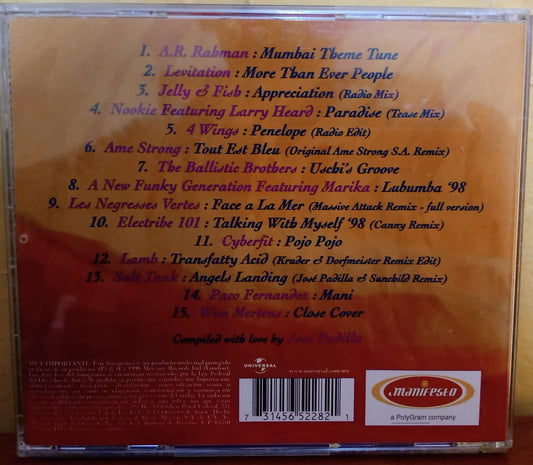 1. A.R. Rahman : Mumbai Theme Tune
2. Levitation : More Than Ever People
3. Jelly & Fish : Appreciation (Radio Mix)
4. Nookie Featuring Larry Heard : Paradise (Tease Mix)
5. 4 Wings : Penelope (Radio Edit)
6. Ame Strong : Tout Est Bleu (Original Ame Strong S.A. Remix)
7. The Ballistic Brothers : Uschi's Groove
8. A New Funky Generation Featuring Marika : Lubumba '98
9. Les Negresses Vertes : Face a La Mer (Massive Attack Remix - full version)
10. Electribe 101 : Talking With Myself '98 (Canny Remix)
11. Cyberfit : Pojo Pojo
12. Lamb : Transfatty Acid (Kruder & Dorfmeister Remix Edit)
13. Salt Tank : Angels Landing (José Padilla & Sunchild Remix)
14. Paco Fernandez : Mani
15. Wim Mertens : Close Cover
Compiled with love by José Padilla
UNIVERSAL
www.universal.com.mx
7 31456 52282 1
manifesto
a PolyGram company